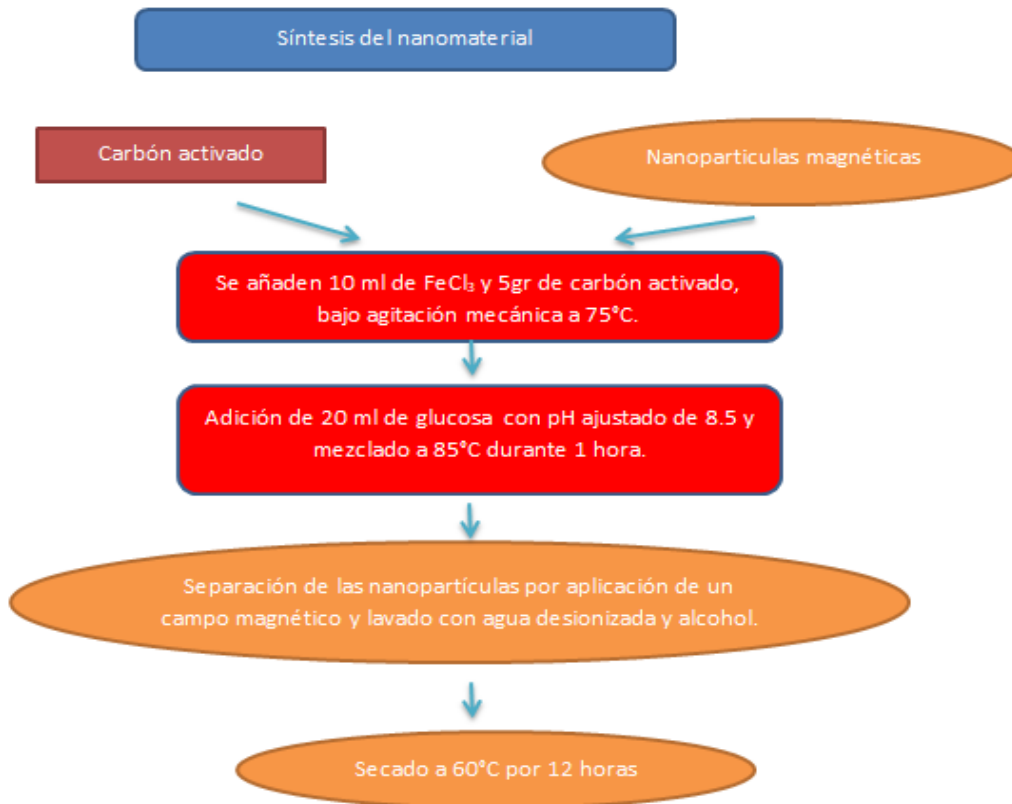 Síntesis del nanomaterial
Carbón activado
Nanoparticulas magnéticas
Se añaden 10 ml de FeCl₃ y 5gr de carbón activado,
bajo agitación mecánica a 75°C.
Adición de 20 ml de glucosa con pH ajustado de 8.5 y
mezclado a 85°C durante 1 hora.
Separación de las nanopartículas por aplicación de un
campo magnético y lavado con agua desionizada y alcohol.
Secado a 60°C por 12 horas